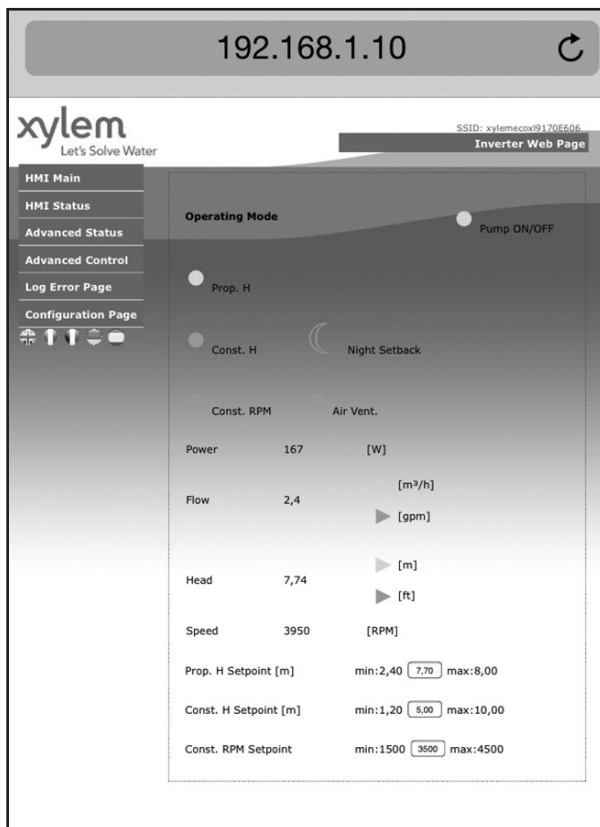 192.168.1.10
xylem
Let's Solve Water
SSID: xylemecoxl9170E606
Inverter Web Page
HMI Main
HMI Status
Advanced Status
Advanced Control
Log Error Page
Configuration Page
Operating Mode
Pump ON/OFF
Prop. H
Const. H
Night Setback
Const. RPM
Air Vent.
Power 167 [W]
[m³/h]
Flow 2,4
[gpm]
[m]
Head 7,74
[ft]
Speed 3950 [RPM]
Prop. H Setpoint [m] min:2,40 7,70 max:8,00
Const. H Setpoint [m] min:1,20 5,00 max:10,00
Const. RPM Setpoint min:1500 3500 max:4500